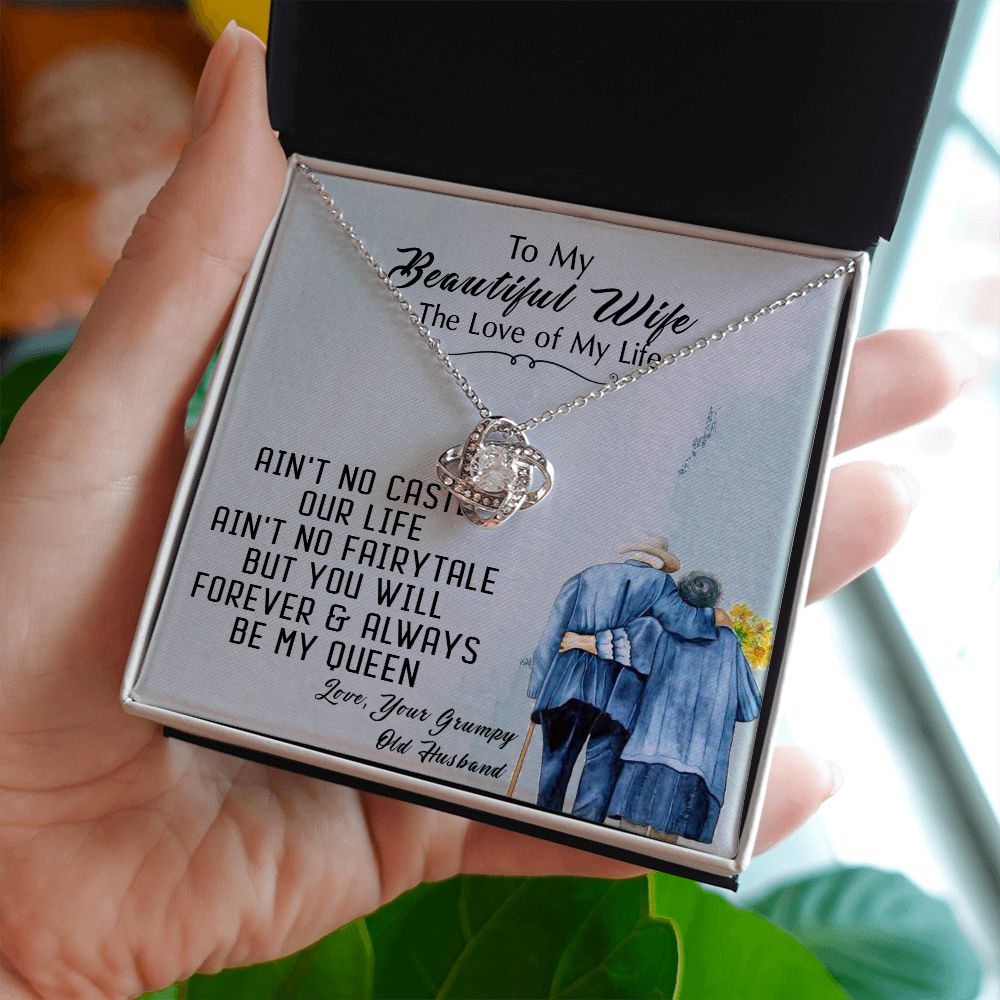 To My
Beautiful Wife
The Love of My Life
AIN'T NO
OUR LIFE
AIN'T NO FAIRYTALE
BUT YOU WILL
FOREVER & ALWAYS
BE MY QUEEN
Love, Your Grumpy
Old Husband